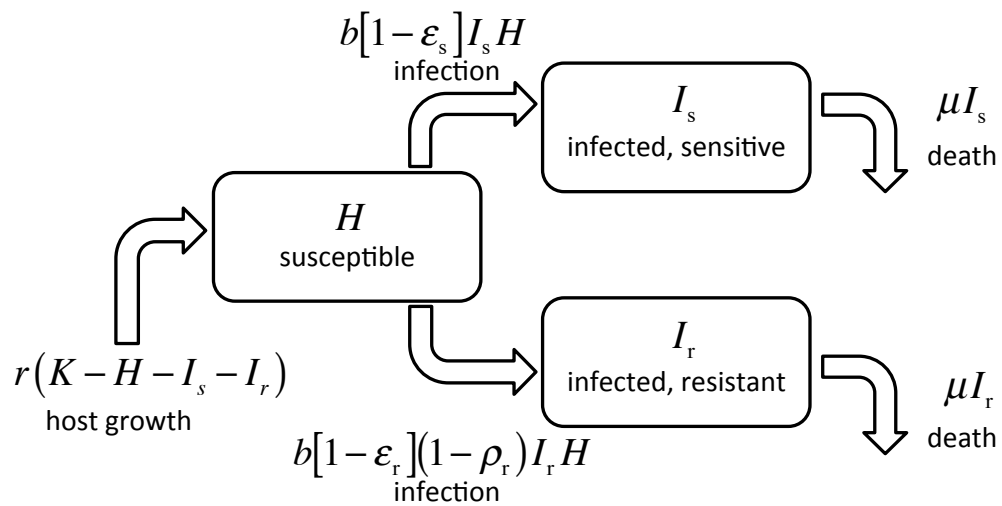 b[1−ε_s]I_s H
infection
I_s
infected, sensitive
μI_s
death
H
susceptible
r(K−H−I_s−I_r)
host growth
I_r
infected, resistant
μI_r
death
b[1−ε_r](1−ρ_r)I_r H
infection